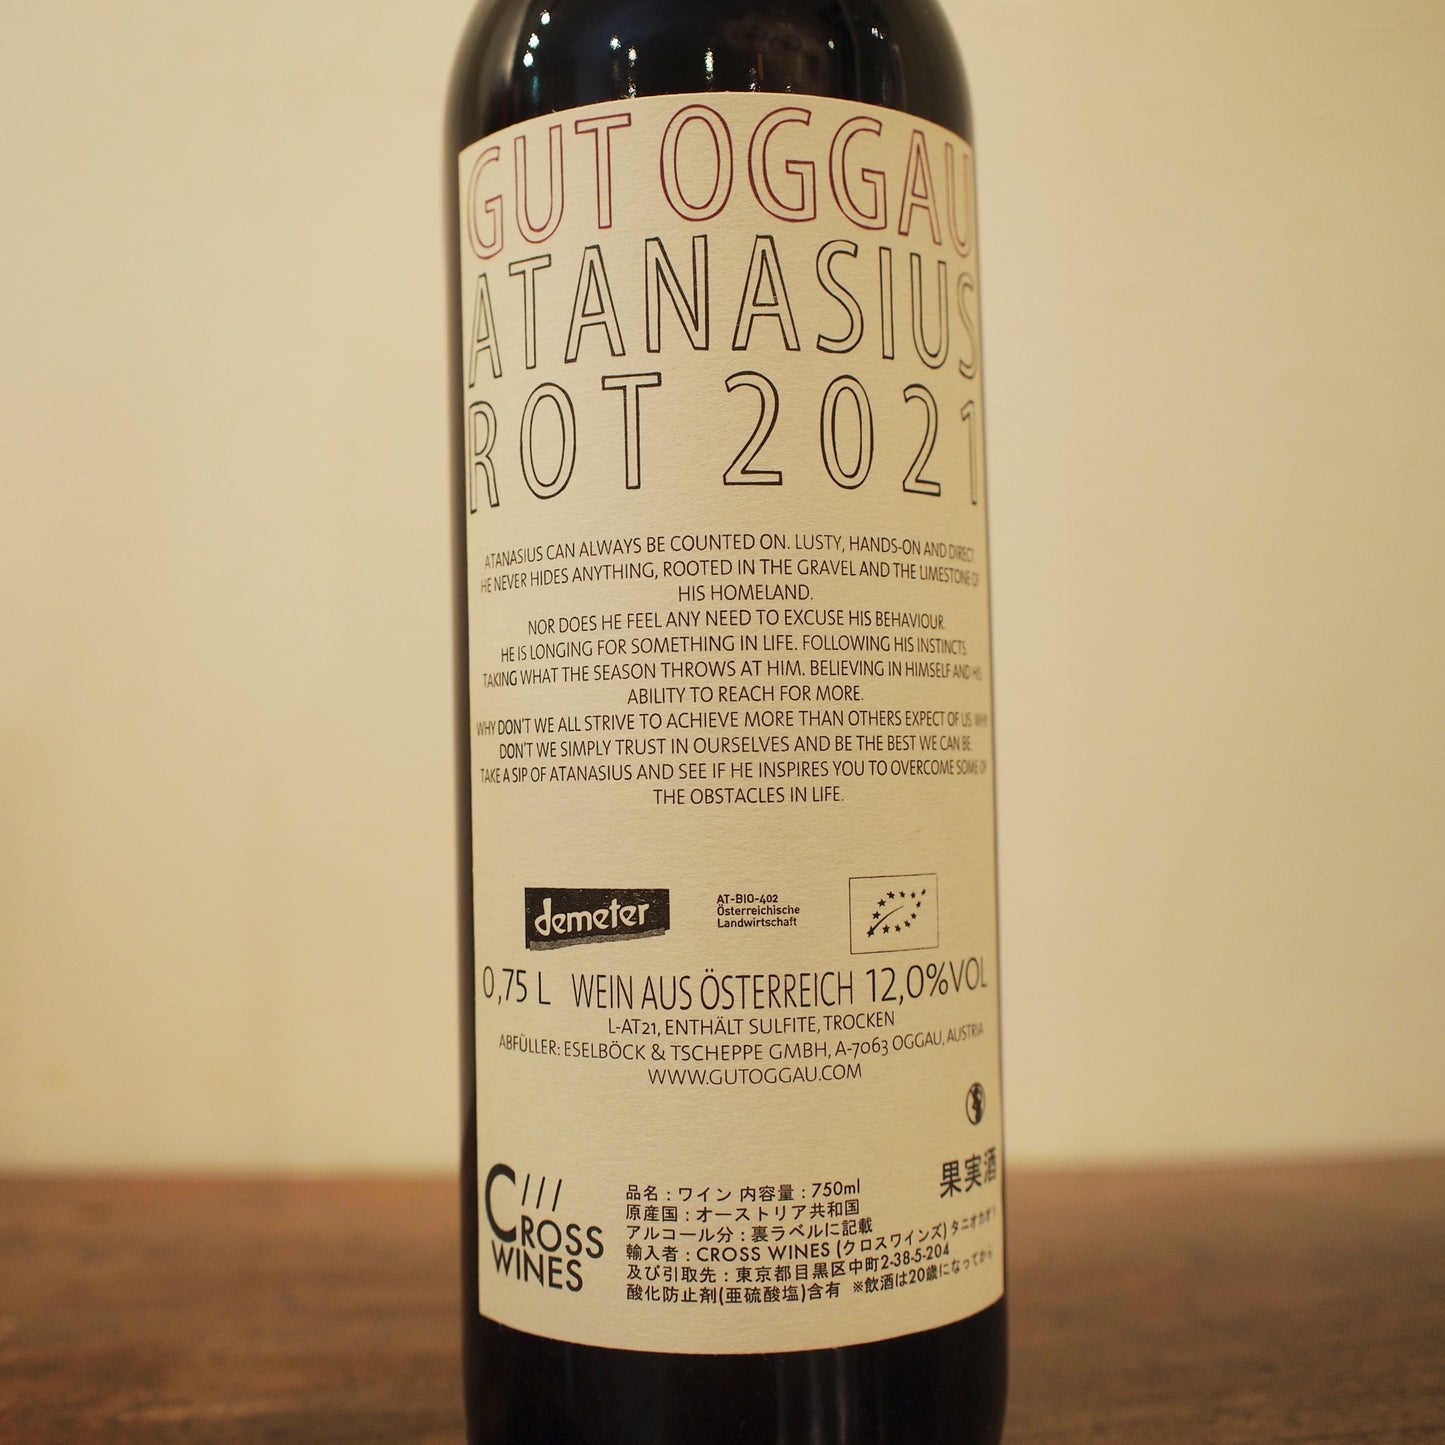 GUT OGGAU
ATANASIUS
ROT 2021
ATANASIUS CAN ALWAYS BE COUNTED ON. LUSTY, HANDS-ON AND DIRECT
HE NEVER HIDES ANYTHING, ROOTED IN THE GRAVEL AND THE LIMESTONE OF
HIS HOMELAND.
NOR DOES HE FEEL ANY NEED TO EXCUSE HIS BEHAVIOUR.
HE IS LONGING FOR SOMETHING IN LIFE. FOLLOWING HIS INSTINCTS.
TAKING WHAT THE SEASON THROWS AT HIM. BELIEVING IN HIMSELF AND HIS
ABILITY TO REACH FOR MORE.
WHY DON'T WE ALL STRIVE TO ACHIEVE MORE THAN OTHERS EXPECT OF US. WHY
DON'T WE SIMPLY TRUST IN OURSELVES AND BE THE BEST WE CAN BE.
TAKE A SIP OF ATANASIUS AND SEE IF HE INSPIRES YOU TO OVERCOME SOME OF
THE OBSTACLES IN LIFE.
demeter
AT-BIO-402
Österreichische
Landwirtschaft
0,75 L WEIN AUS ÖSTERREICH 12,0%VOL
L-AT21, ENTHÄLT SULFITE, TROCKEN
ABFÜLLER: ESELBÖCK & TSCHEPPE GMBH, A-7063 OGGAU, AUSTRIA
WWW.GUTOGGAU.COM
果実酒
CROSS
WINES
品名：ワイン 内容量：750ml
原産国：オーストリア共和国
アルコール分：裏ラベルに記載
輸入者：CROSS WINES (クロスワインズ) タニオカオリ
及び引取先：東京都目黒区中町2-38-5-204
酸化防止剤(亜硫酸塩)含有 ※飲酒は20歳になってから